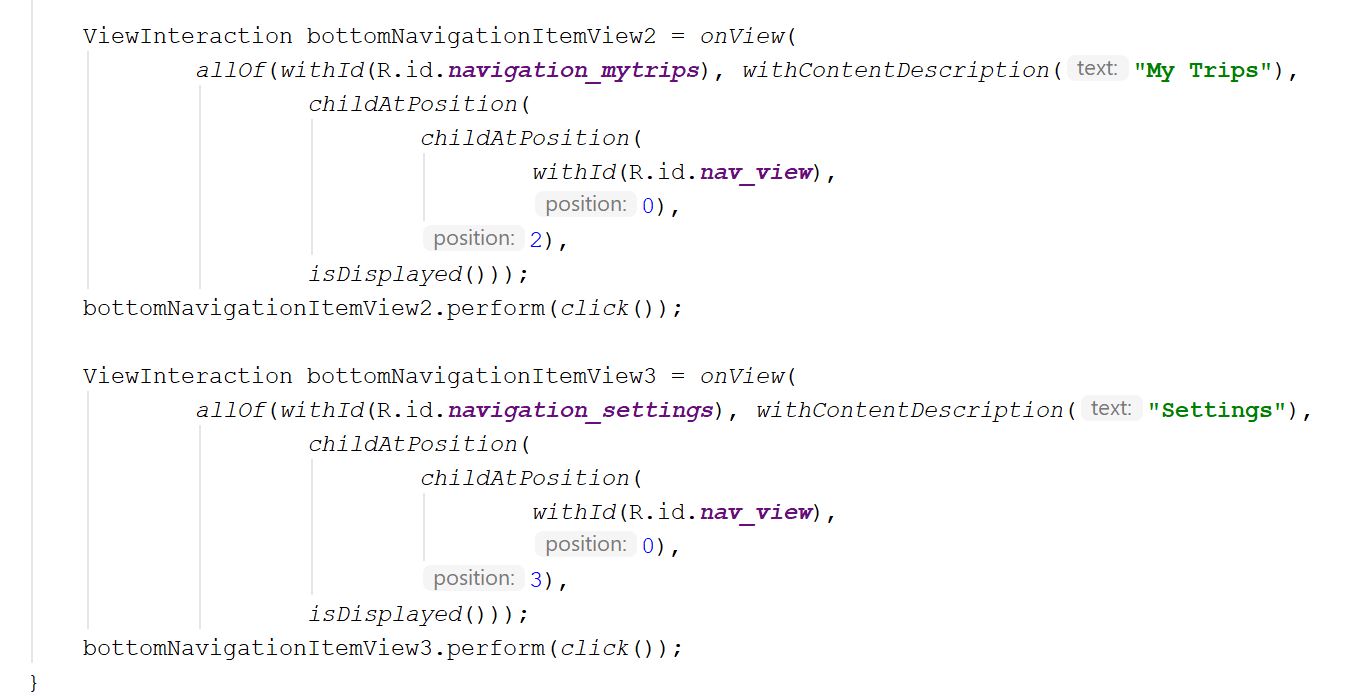 ViewInteraction bottomNavigationItemView2 = onView(
allOf(withId(R.id.navigation_mytrips), withContentDescription( text: "My Trips"),
childAtPosition(
childAtPosition(
withId(R.id.nav_view),
position: 0),
position: 2),
isDisplayed()));
bottomNavigationItemView2.perform(click());
ViewInteraction bottomNavigationItemView3 = onView(
allOf(withId(R.id.navigation_settings), withContentDescription( text: "Settings"),
childAtPosition(
childAtPosition(
withId(R.id.nav_view),
position: 0),
position: 3),
isDisplayed()));
bottomNavigationItemView3.perform(click());
}